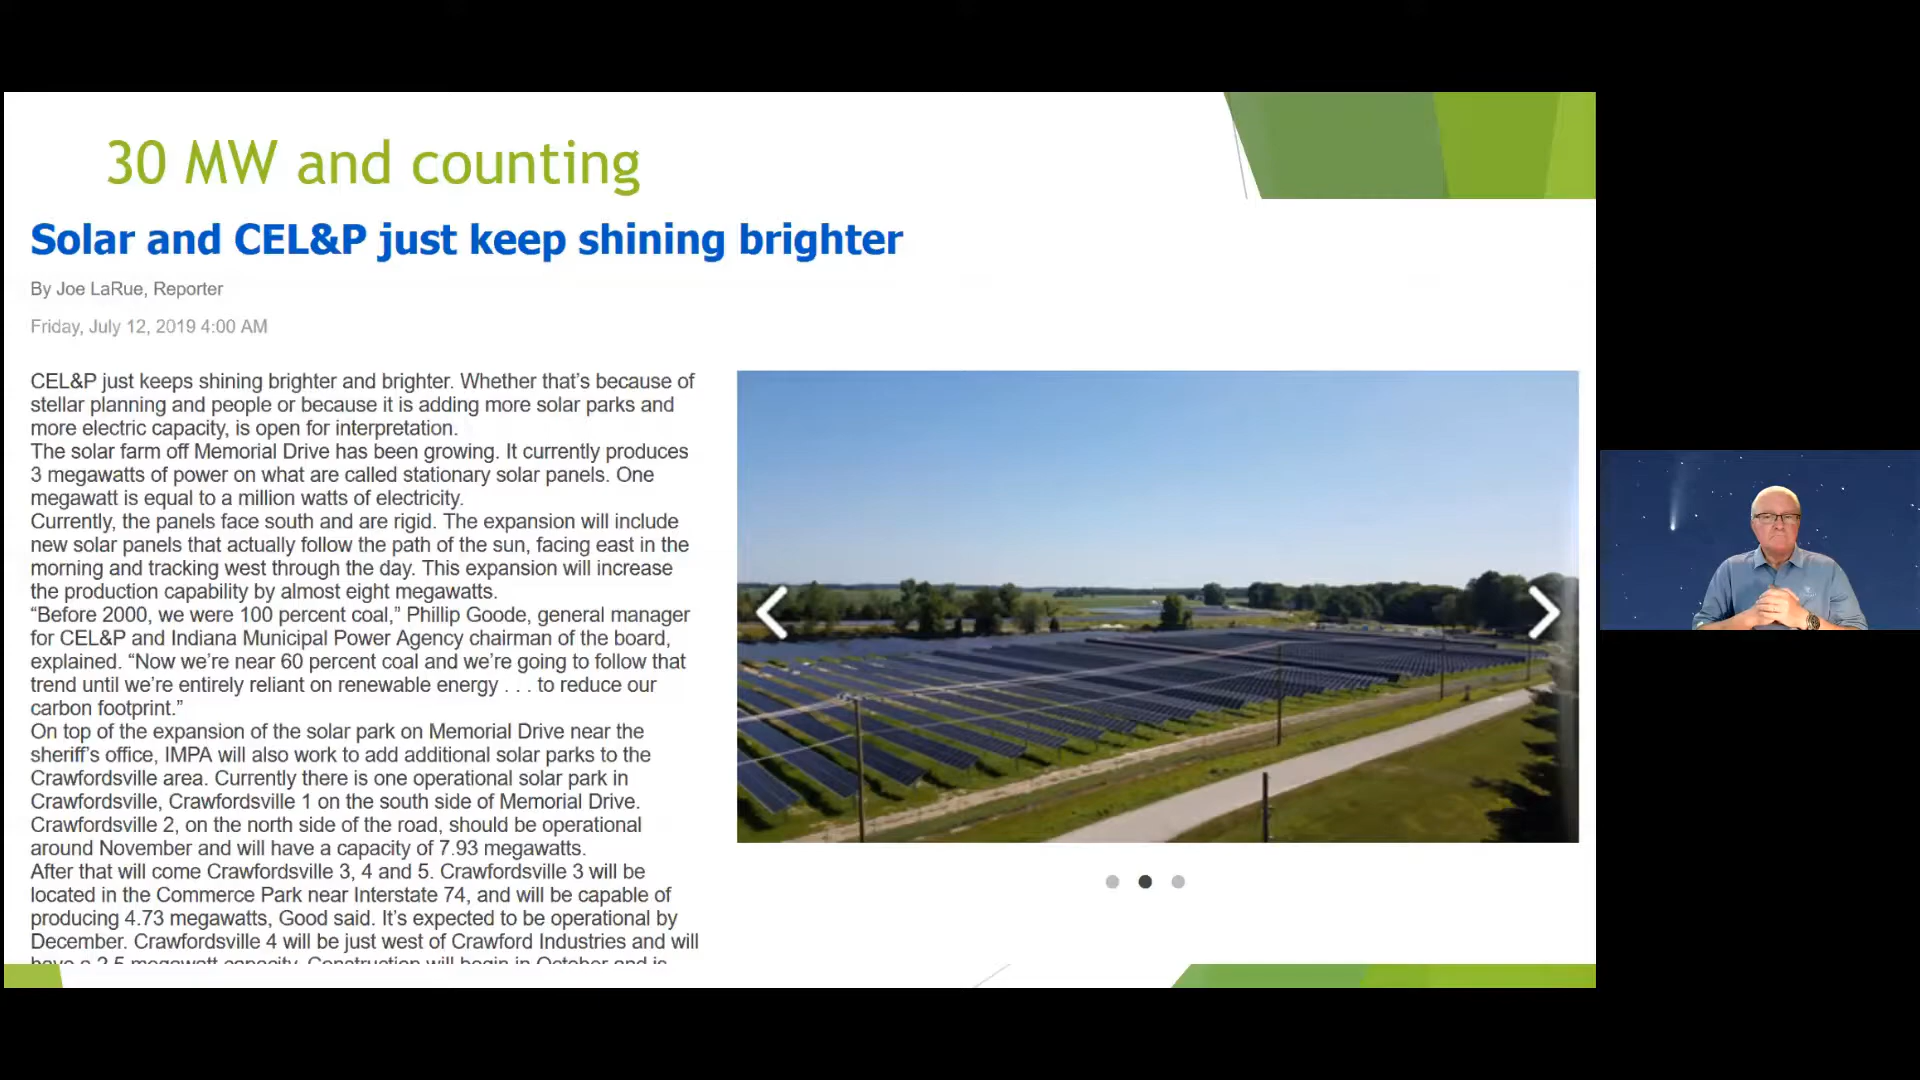 30 MW and counting
Solar and CEL&P just keep shining brighter
By Joe LaRue, Reporter
Friday, July 12, 2019 4:00 AM
CEL&P just keeps shining brighter and brighter. Whether that’s because of
stellar planning and people or because it is adding more solar parks and
more electric capacity, is open for interpretation.
The solar farm off Memorial Drive has been growing. It currently produces
3 megawatts of power on what are called stationary solar panels. One
megawatt is equal to a million watts of electricity.
Currently, the panels face south and are rigid. The expansion will include
new solar panels that actually follow the path of the sun, facing east in the
morning and tracking west through the day. This expansion will increase
the production capability by almost eight megawatts.
“Before 2000, we were 100 percent coal,” Phillip Goode, general manager
for CEL&P and Indiana Municipal Power Agency chairman of the board,
explained. “Now we’re near 60 percent coal and we’re going to follow that
trend until we’re entirely reliant on renewable energy . . . to reduce our
carbon footprint.”
On top of the expansion of the solar park on Memorial Drive near the
sheriff’s office, IMPA will also work to add additional solar parks to the
Crawfordsville area. Currently there is one operational solar park in
Crawfordsville, Crawfordsville 1 on the south side of Memorial Drive.
Crawfordsville 2, on the north side of the road, should be operational
around November and will have a capacity of 7.93 megawatts.
After that will come Crawfordsville 3, 4 and 5. Crawfordsville 3 will be
located in the Commerce Park near Interstate 74, and will be capable of
producing 4.73 megawatts, Good said. It’s expected to be operational by
December. Crawfordsville 4 will be just west of Crawford Industries and will
have a 2.5 megawatt capacity. Construction will begin in October and is